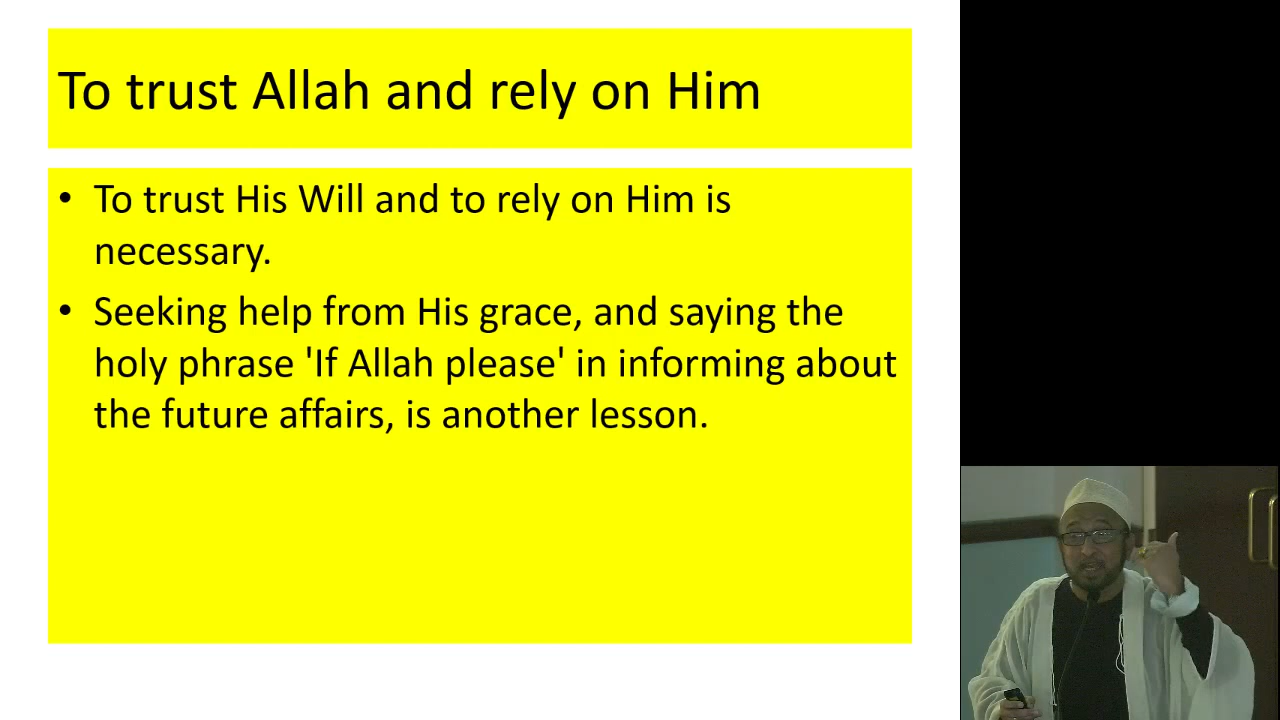 To trust Allah and rely on Him
• To trust His Will and to rely on Him is
necessary.
• Seeking help from His grace, and saying the
holy phrase 'If Allah please' in informing about
the future affairs, is another lesson.